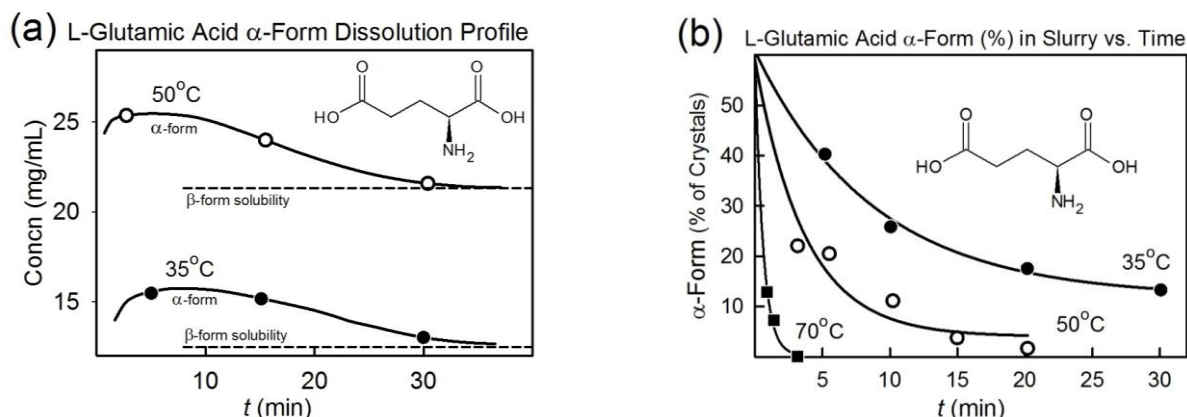 (a) L-Glutamic Acid α-Form Dissolution Profile
Concn (mg/mL)
25
20
15
10
20
30
t (min)
50°C
α-form
β-form solubility
35°C
α-form
β-form solubility
O
O
HO
OH
NH2
(b) L-Glutamic Acid α-Form (%) in Slurry vs. Time
α-Form (% of Crystals)
50
40
30
20
10
5
10
15
20
25
30
t (min)
35°C
50°C
70°C
O
O
HO
OH
NH2